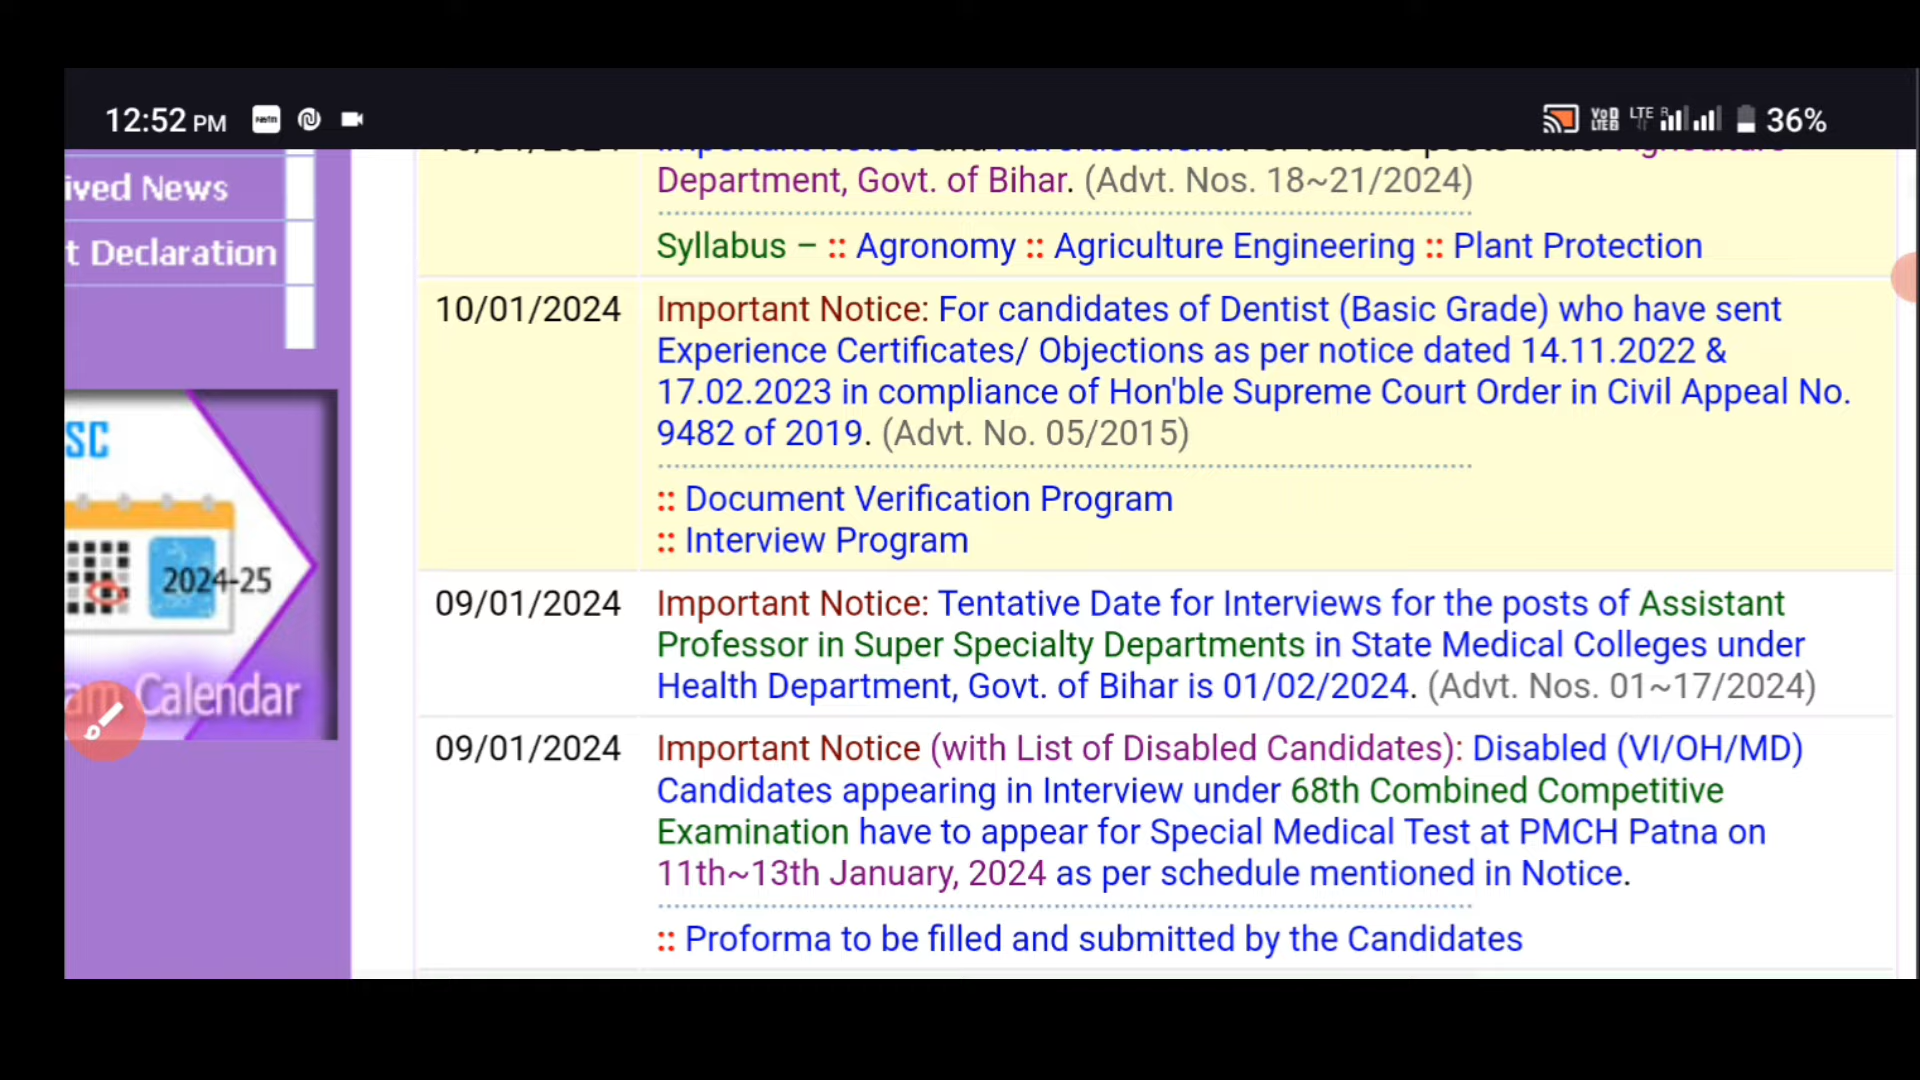 12:52 PM
36%
ived News
t Declaration
SC
2024-25
am Calendar
Department, Govt. of Bihar. (Advt. Nos. 18~21/2024)
Syllabus – :: Agronomy :: Agriculture Engineering :: Plant Protection
10/01/2024
Important Notice: For candidates of Dentist (Basic Grade) who have sent
Experience Certificates/ Objections as per notice dated 14.11.2022 &
17.02.2023 in compliance of Hon'ble Supreme Court Order in Civil Appeal No.
9482 of 2019. (Advt. No. 05/2015)
:: Document Verification Program
:: Interview Program
09/01/2024
Important Notice: Tentative Date for Interviews for the posts of Assistant
Professor in Super Specialty Departments in State Medical Colleges under
Health Department, Govt. of Bihar is 01/02/2024. (Advt. Nos. 01~17/2024)
09/01/2024
Important Notice (with List of Disabled Candidates): Disabled (VI/OH/MD)
Candidates appearing in Interview under 68th Combined Competitive
Examination have to appear for Special Medical Test at PMCH Patna on
11th~13th January, 2024 as per schedule mentioned in Notice.
:: Proforma to be filled and submitted by the Candidates